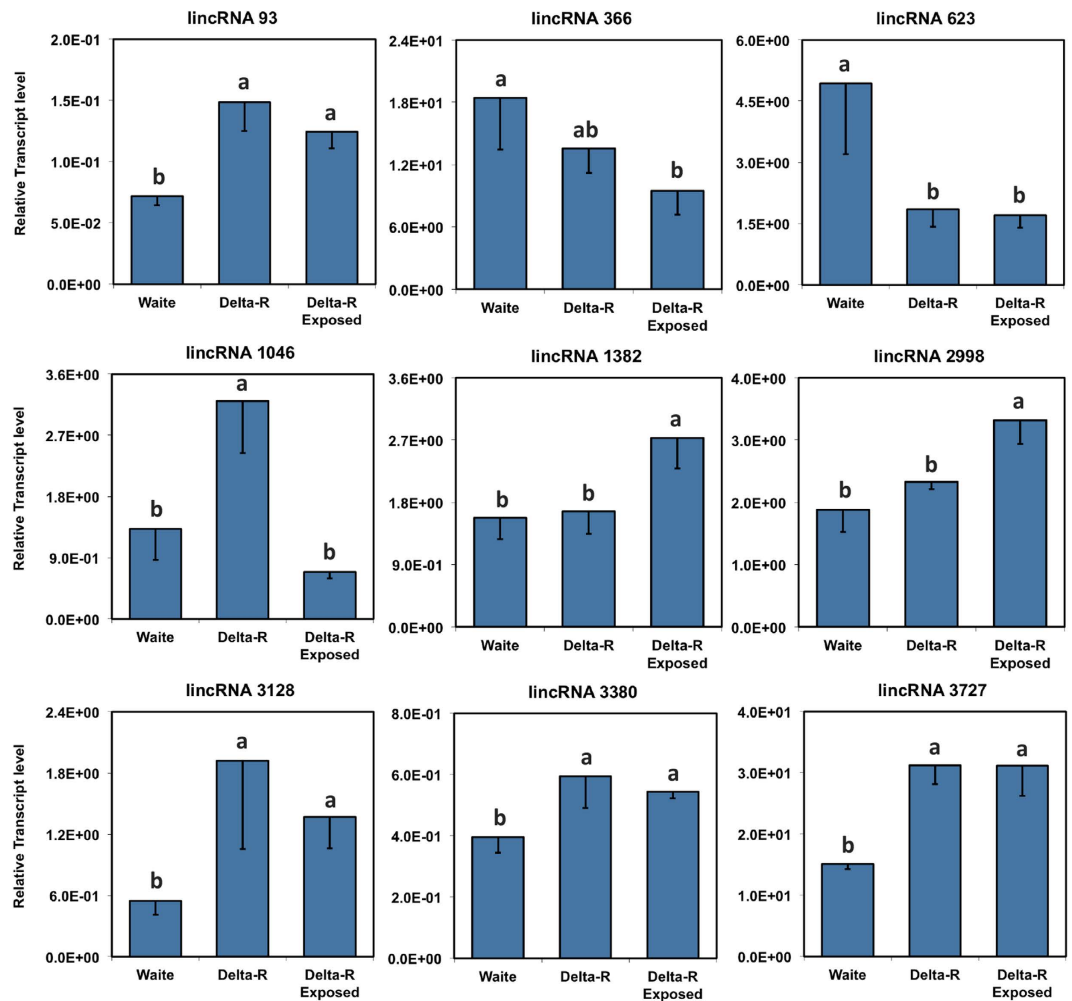 lincRNA 93
Relative Transcript level
2.0E-01
1.5E-01
1.0E-01
5.0E-02
0.0E+00
b
a
a
Waite
Delta-R
Delta-R
Exposed
lincRNA 366
2.4E+01
1.8E+01
1.2E+01
6.0E+00
0.0E+00
a
ab
b
Waite
Delta-R
Delta-R
Exposed
lincRNA 623
6.0E+00
4.5E+00
3.0E+00
1.5E+00
0.0E+00
a
b
b
Waite
Delta-R
Delta-R
Exposed
lincRNA 1046
Relative Transcript level
3.6E+00
2.7E+00
1.8E+00
9.0E-01
0.0E+00
b
a
b
Waite
Delta-R
Delta-R
Exposed
lincRNA 1382
3.6E+00
2.7E+00
1.8E+00
9.0E-01
0.0E+00
b
b
a
Waite
Delta-R
Delta-R
Exposed
lincRNA 2998
4.0E+00
3.0E+00
2.0E+00
1.0E+00
0.0E+00
b
b
a
Waite
Delta-R
Delta-R
Exposed
lincRNA 3128
Relative Transcript level
2.4E+00
1.8E+00
1.2E+00
6.0E-01
0.0E+00
b
a
a
Waite
Delta-R
Delta-R
Exposed
lincRNA 3380
8.0E-01
6.0E-01
4.0E-01
2.0E-01
0.0E+00
b
a
a
Waite
Delta-R
Delta-R
Exposed
lincRNA 3727
4.0E+01
3.0E+01
2.0E+01
1.0E+01
0.0E+00
b
a
a
Waite
Delta-R
Delta-R
Exposed